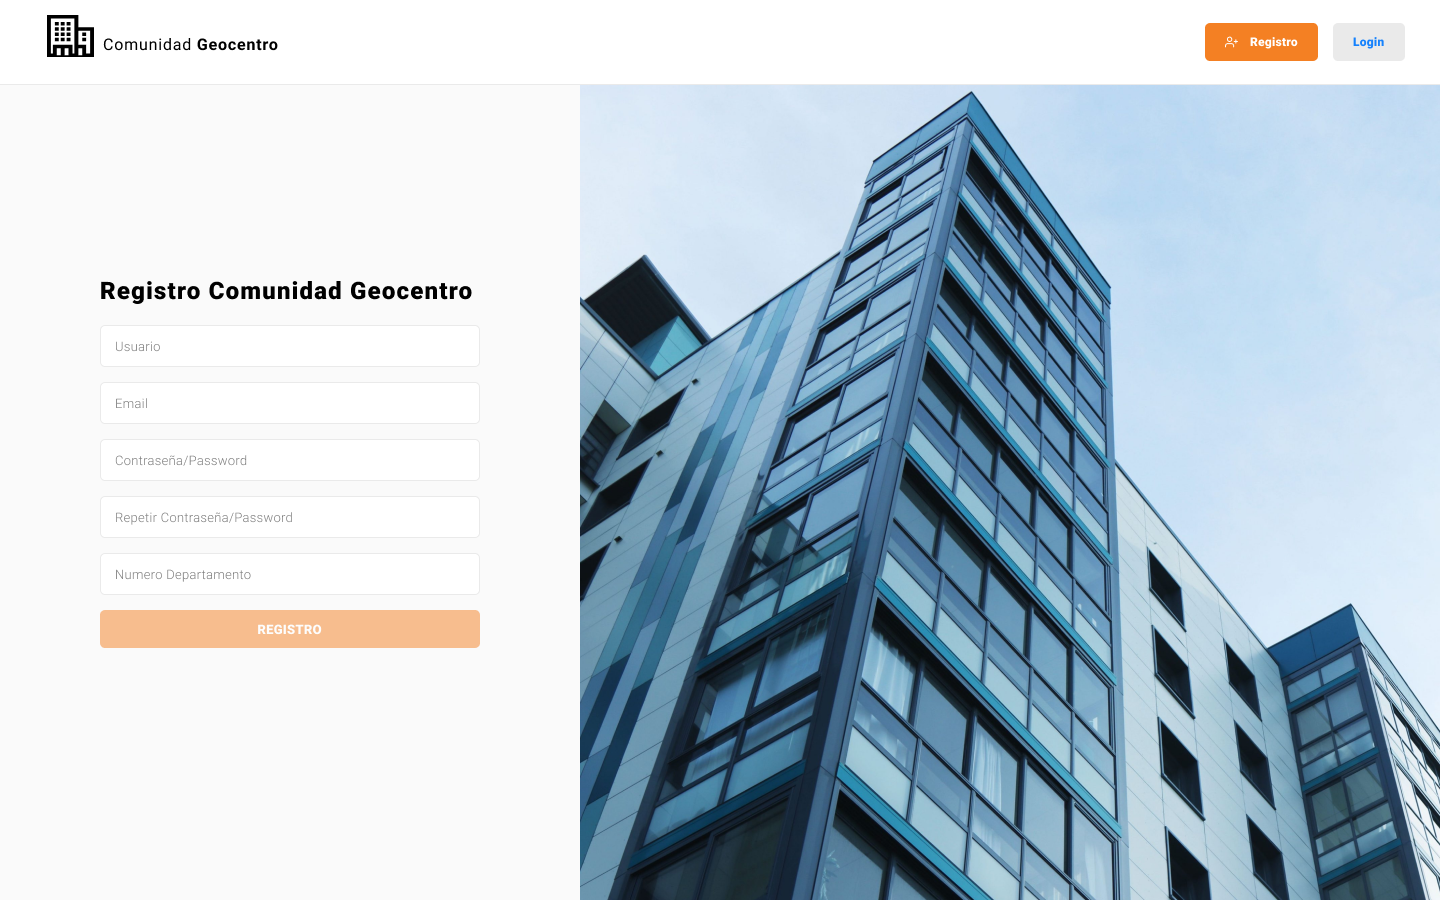 Comunidad Geocentro
Registro
Login
Registro Comunidad Geocentro
Usuario
Email
Contraseña/Password
Repetir Contraseña/Password
Numero Departamento
REGISTRO